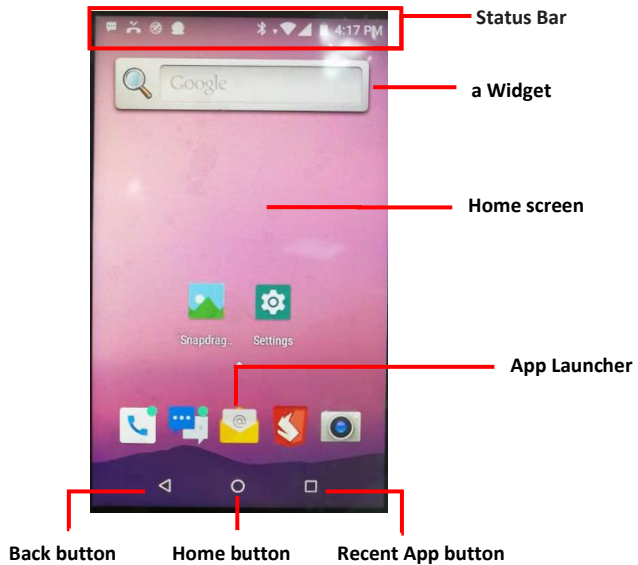 Status Bar
4:17 PM
Google
a Widget
Home screen
Snapdrag..
Settings
App Launcher
Back button
Home button
Recent App button